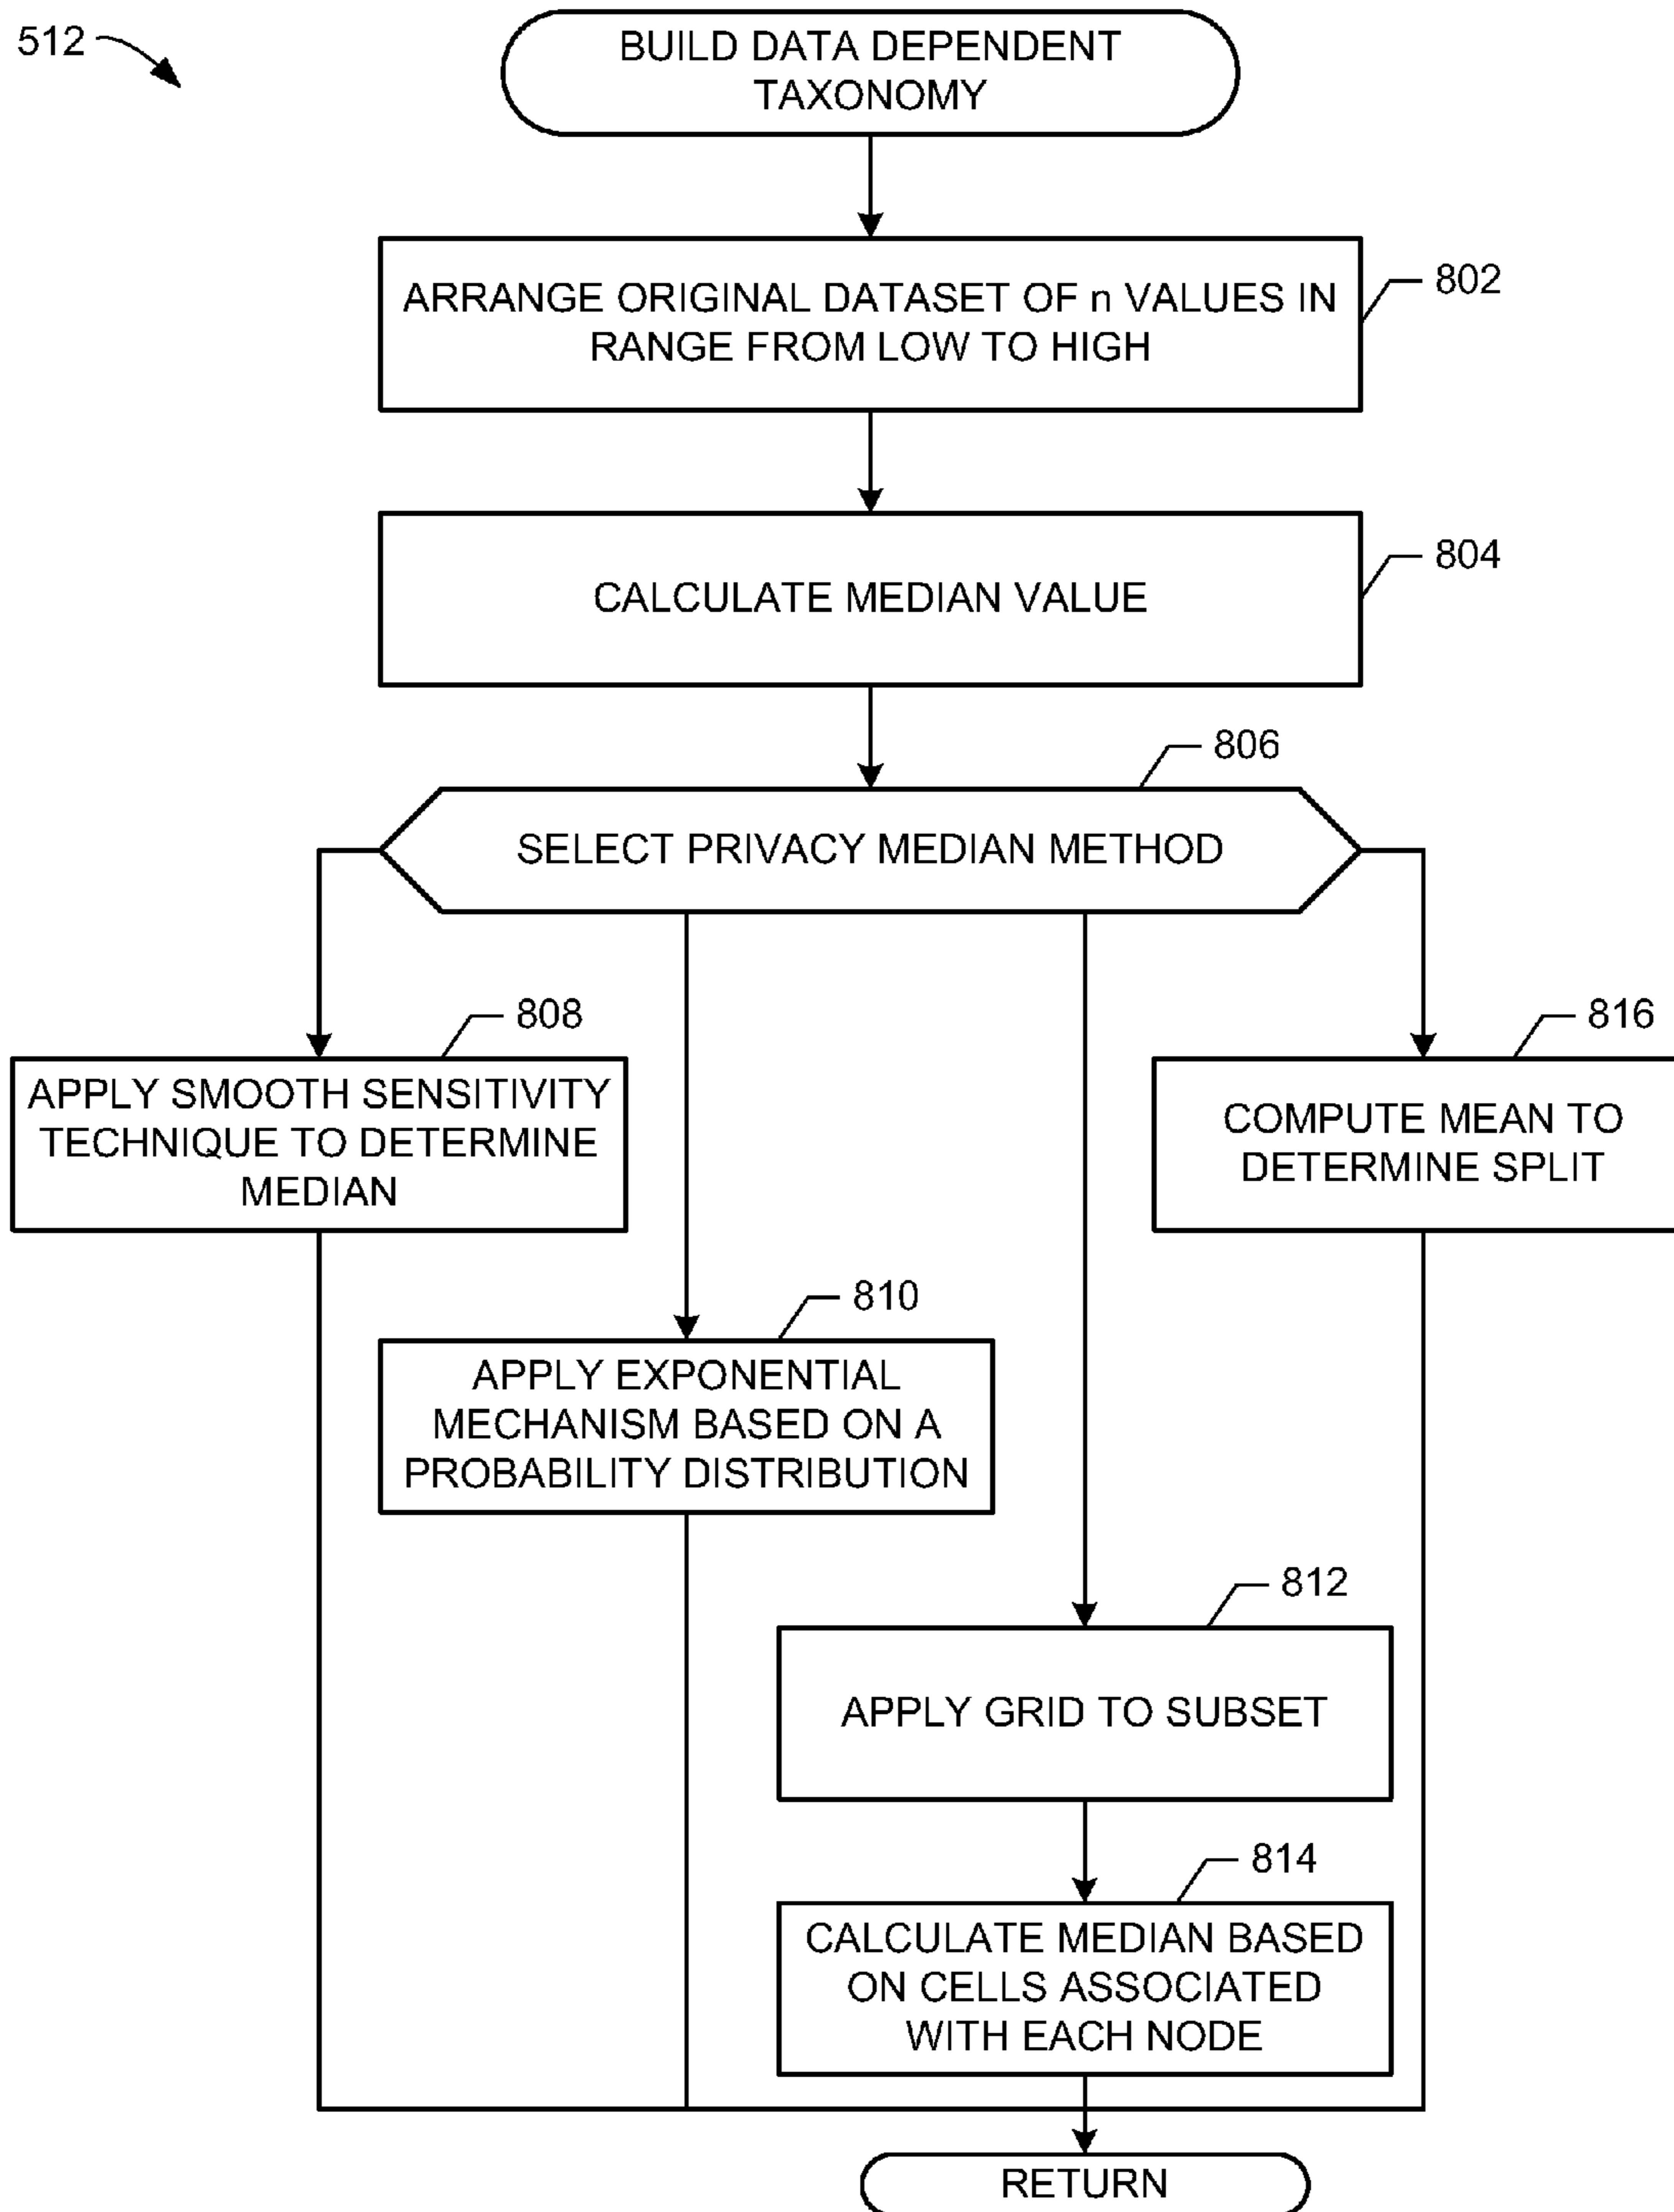 512
BUILD DATA DEPENDENT
TAXONOMY
802
ARRANGE ORIGINAL DATASET OF n VALUES IN
RANGE FROM LOW TO HIGH
804
CALCULATE MEDIAN VALUE
806
SELECT PRIVACY MEDIAN METHOD
808
APPLY SMOOTH SENSITIVITY
TECHNIQUE TO DETERMINE
MEDIAN
816
COMPUTE MEAN TO
DETERMINE SPLIT
810
APPLY EXPONENTIAL
MECHANISM BASED ON A
PROBABILITY DISTRIBUTION
812
APPLY GRID TO SUBSET
814
CALCULATE MEDIAN BASED
ON CELLS ASSOCIATED
WITH EACH NODE
RETURN